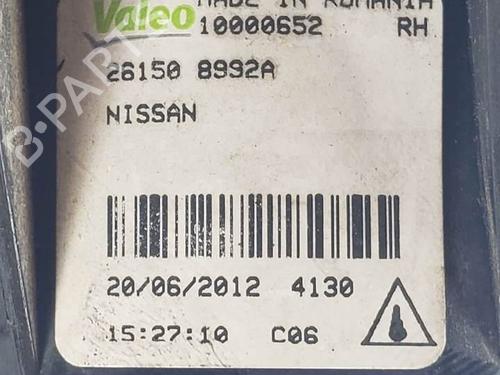 Valeo MADE IN ROMANIA
10000652 RH
26150 8992A
NISSAN
20/06/2012 4130
15:27:10 C06
B-PARTS